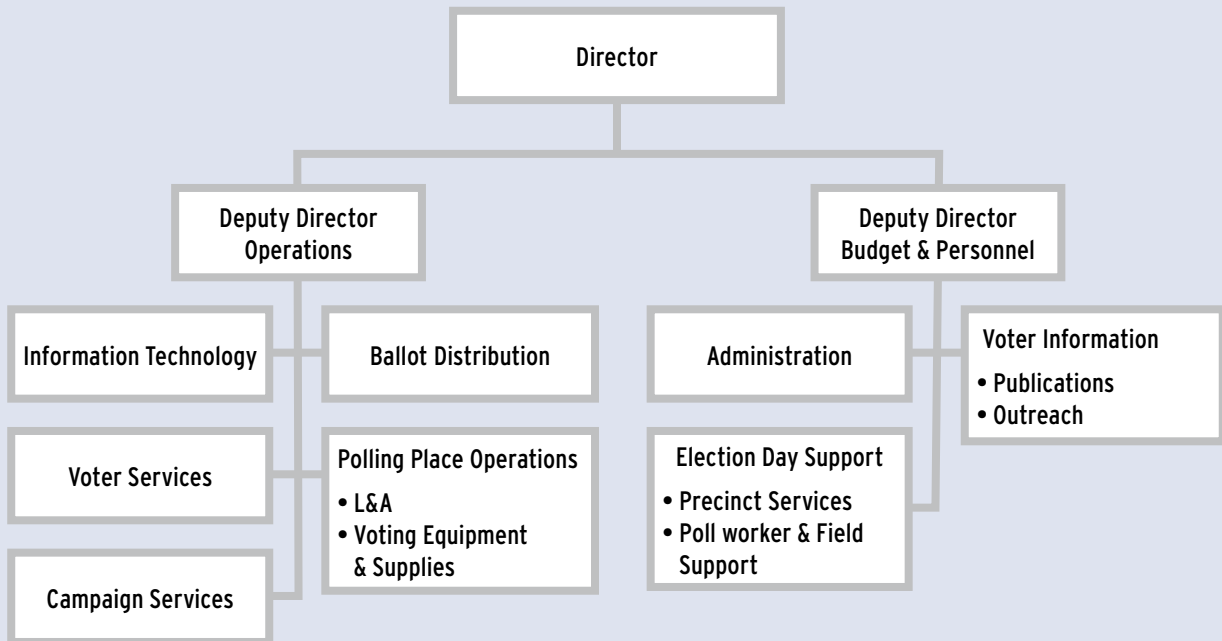 Director
Deputy Director
Operations
Deputy Director
Budget & Personnel
Information Technology
Ballot Distribution
Administration
Voter Information
• Publications
• Outreach
Voter Services
Polling Place Operations
• L&A
• Voting Equipment
& Supplies
Election Day Support
• Precinct Services
• Poll worker & Field
Support
Campaign Services